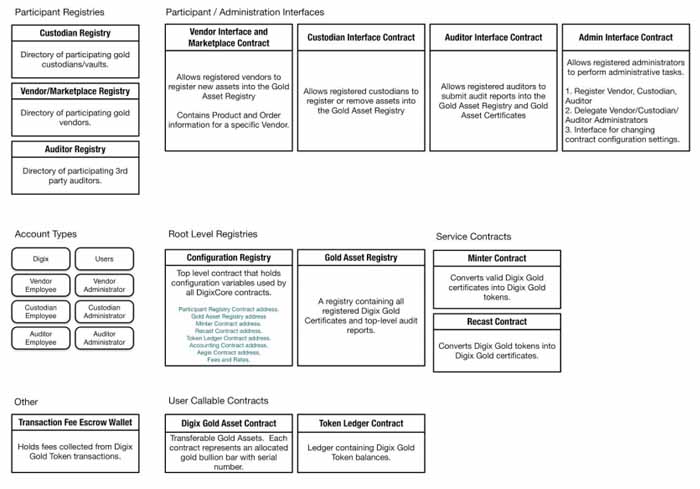 Participant Registries
Custodian Registry
Directory of participating gold
custodians/vaults.
Vendor/Marketplace Registry
Directory of participating gold
vendors.
Auditor Registry
Directory of participating 3rd
party auditors.
Participant / Administration Interfaces
Vendor Interface and
Marketplace Contract
Allows registered vendors to
register new assets into the Gold
Asset Registry
Contains Product and Order
information for a specific Vendor.
Custodian Interface Contract
Allows registered custodians to
register or remove assets into
the Gold Asset Registry
Auditor Interface Contract
Allows registered auditors to
submit audit reports into the
Gold Asset Registry and Gold
Asset Certificates
Admin Interface Contract
Allows registered administrators
to perform administrative tasks.
1. Register Vendor, Custodian,
Auditor
2. Delegate Vendor/Custodian/
Auditor Administrators
3. Interface for changing
contract configuration settings.
Account Types
Digix
Users
Vendor
Employee
Vendor
Administrator
Custodian
Employee
Custodian
Administrator
Auditor
Employee
Auditor
Administrator
Root Level Registries
Configuration Registry
Top level contract that holds
configuration variables used by
all DigixCore contracts.
Participant Registry Contract address.
Gold Asset Registry address
Minter Contract address.
Recast Contract address.
Token Ledger Contract address.
Accounting Contract address.
Aegis Contract address.
Fees and Rates.
Gold Asset Registry
A registry containing all
registered Digix Gold
Certificates and top-level audit
reports.
Service Contracts
Minter Contract
Converts valid Digix Gold
certificates into Digix Gold
tokens.
Recast Contract
Converts Digix Gold tokens into
Digix Gold certificates.
Other
Transaction Fee Escrow Wallet
Holds fees collected from Digix
Gold Token transactions.
User Callable Contracts
Digix Gold Asset Contract
Transferable Gold Assets. Each
contract represents an allocated
gold bullion bar with serial
number.
Token Ledger Contract
Ledger containing Digix Gold
Token balances.